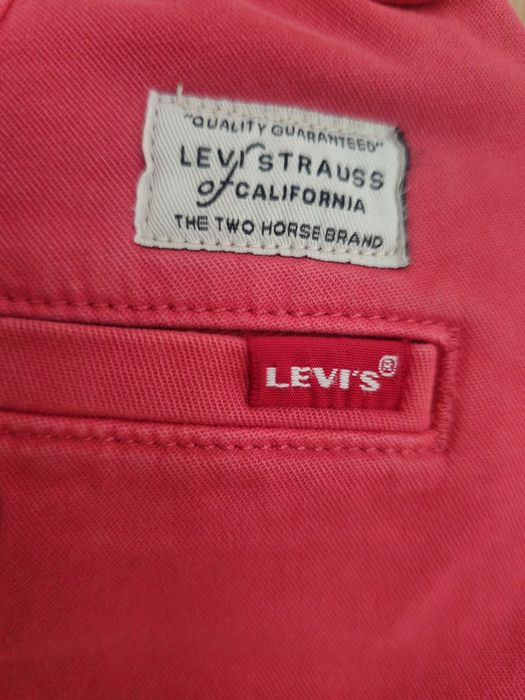 "QUALITY GUARANTEED"
LEVI STRAUSS
of CALIFORNIA
THE TWO HORSE BRAND
LEVI'S®